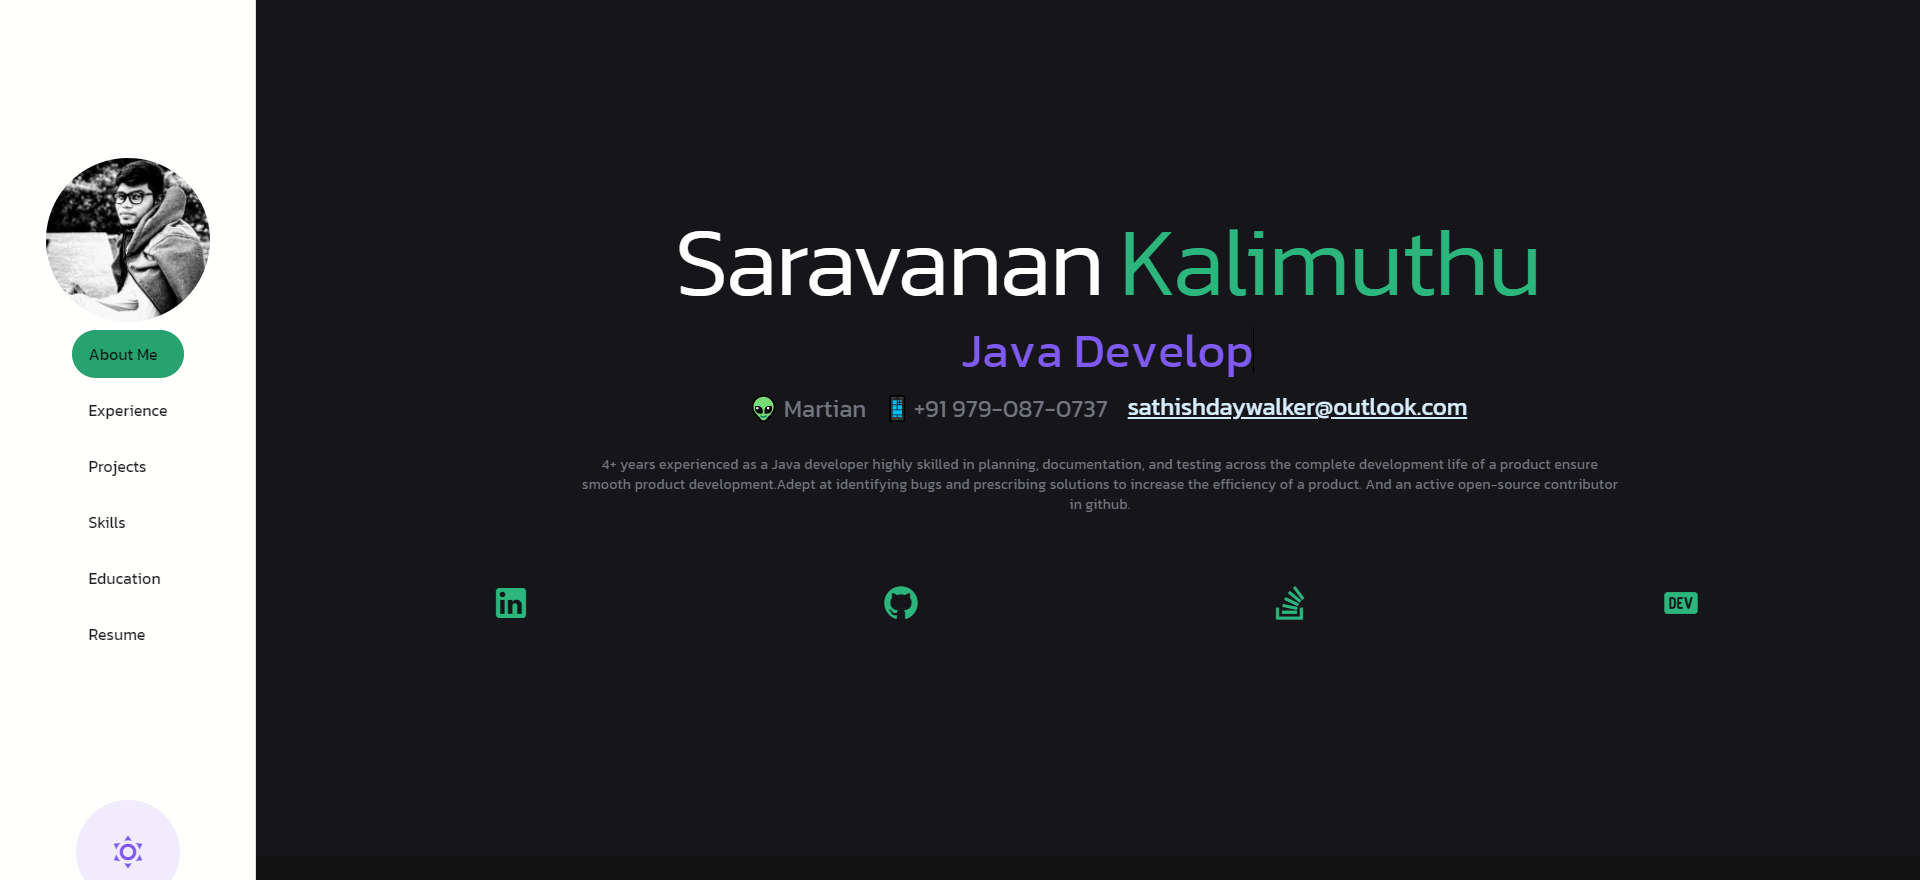 About Me
Experience
Projects
Skills
Education
Resume
Saravanan Kalimuthu
Java Develop
Martian +91 979-087-0737 sathishdaywalker@outlook.com
4+ years experienced as a Java developer highly skilled in planning, documentation, and testing across the complete development life of a product ensure
smooth product development.Adept at identifying bugs and prescribing solutions to increase the efficiency of a product. And an active open-source contributor
in github.
in
DEV